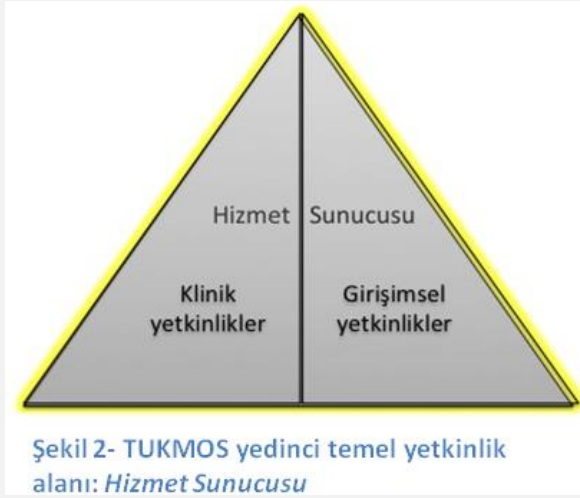 Hizmet Sunucusu
Klinik yetkinlikler
Girişimsel yetkinlikler
Şekil 2- TUKMOS yedinci temel yetkinlik
alanı: Hizmet Sunucusu